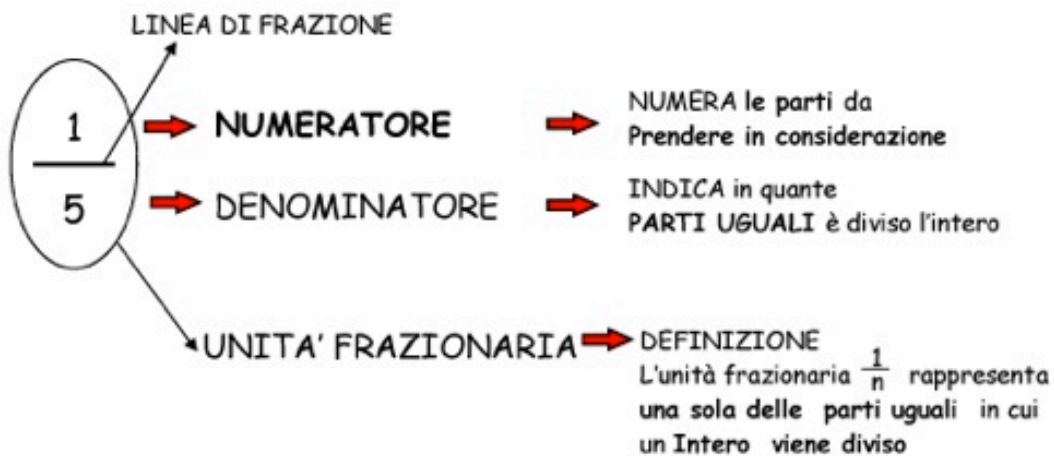 LINEA DI FRAZIONE
1
NUMERATORE
NUMERA le parti da
Prendere in considerazione
5
DENOMINATORE
INDICA in quante
PARTI UGUALI è diviso l'intero
UNITA' FRAZIONARIA
DEFINIZIONE
L'unità frazionaria 1/n rappresenta
una sola delle parti uguali in cui
un Intero viene diviso